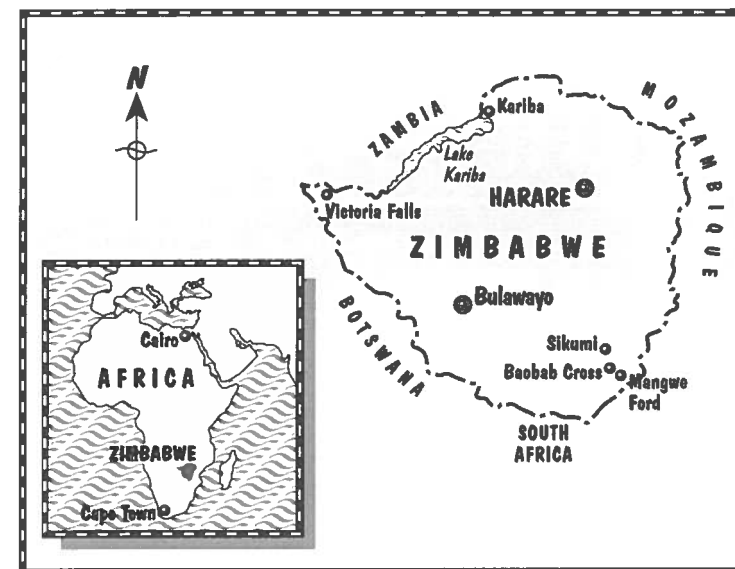 N
ZAMBIA
Kariba
Lake
Kariba
MOZAMBIQUE
Victoria Falls
HARARE
ZIMBABWE
Bulawayo
BOTSWANA
Sikumi
Baobab Cross
Mangwe
Ford
SOUTH
AFRICA
Cairo
AFRICA
ZIMBABWE
Cape Town